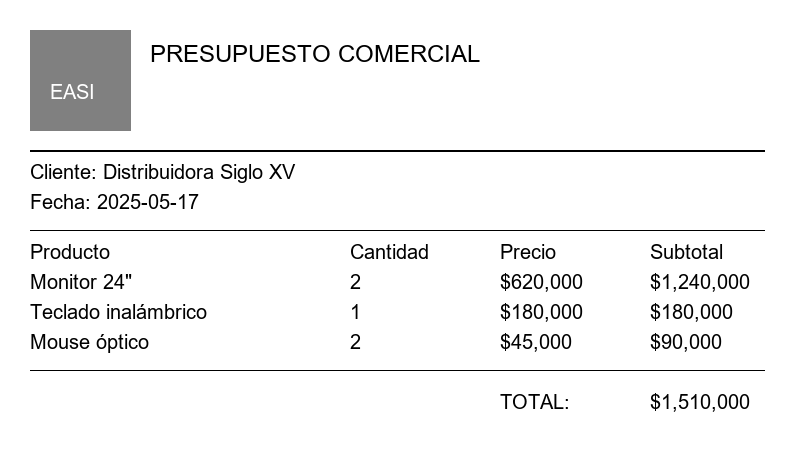 PRESUPUESTO COMERCIAL
EASI
Cliente: Distribuidora Siglo XV
Fecha: 2025-05-17
Producto Cantidad Precio Subtotal
Monitor 24" 2 $620,000 $1,240,000
Teclado inalámbrico 1 $180,000 $180,000
Mouse óptico 2 $45,000 $90,000
TOTAL: $1,510,000